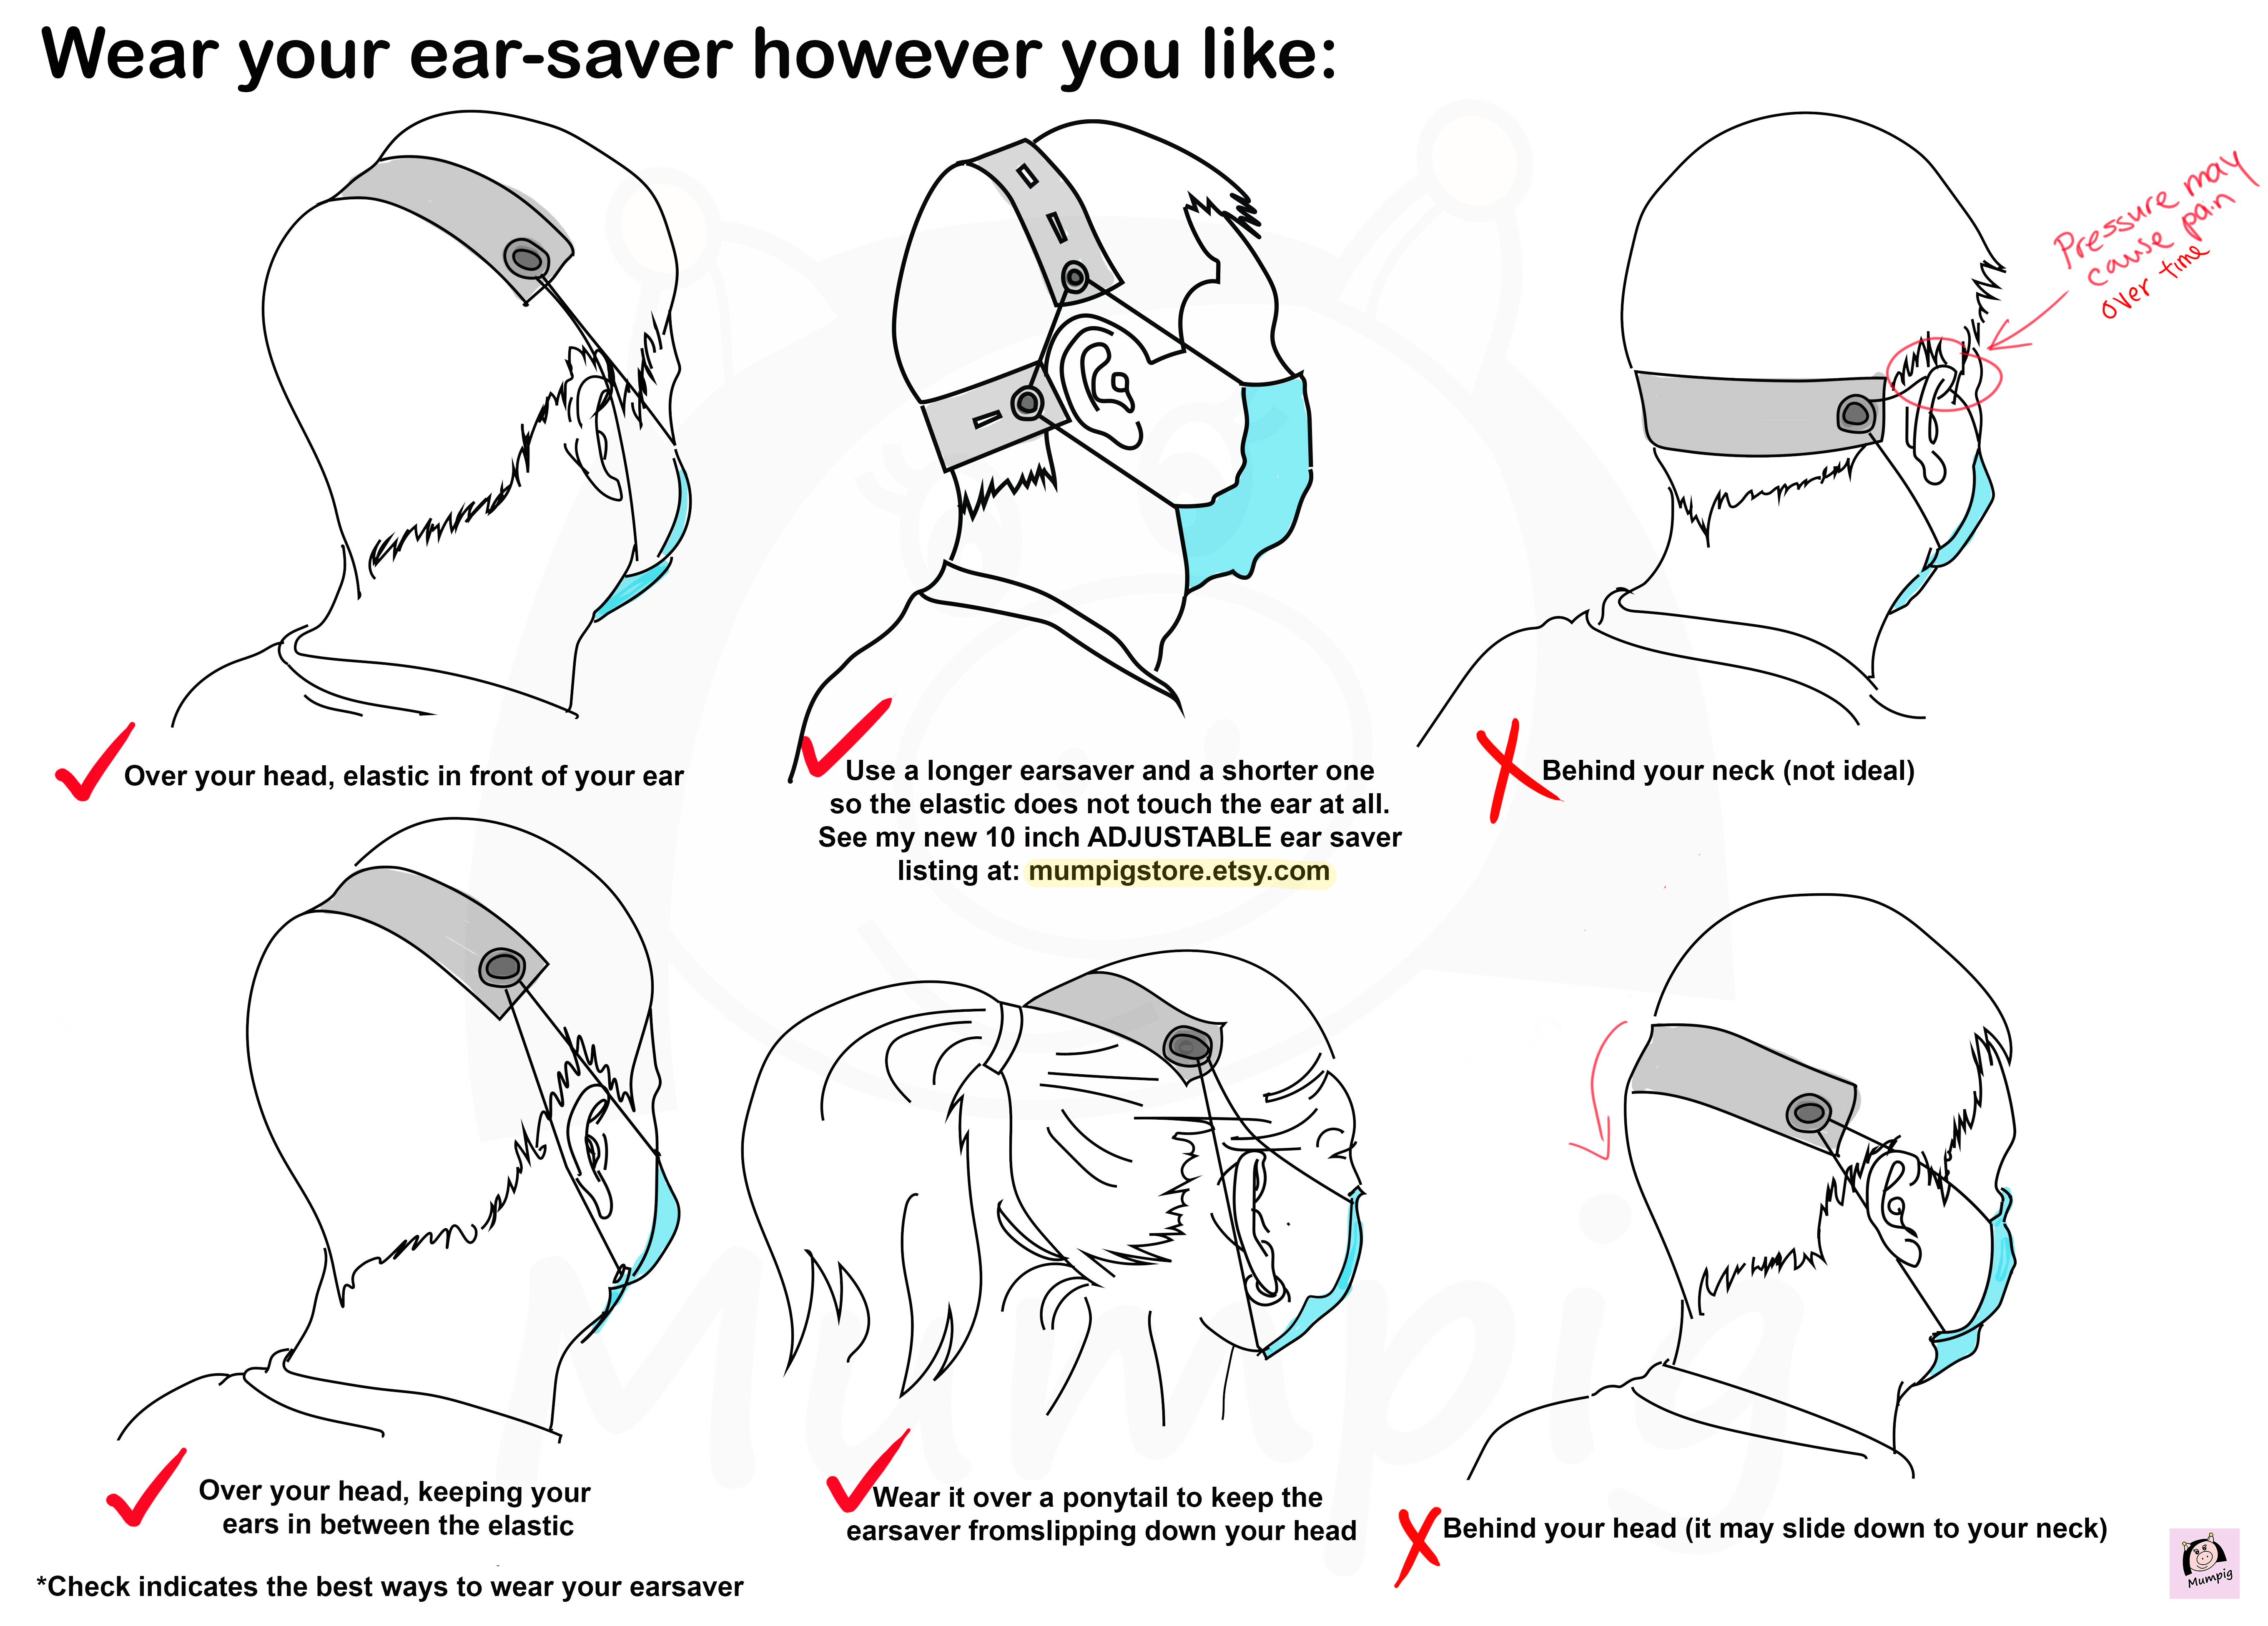 Wear your ear-saver however you like:
Pressure may
cause pain
over time
Over your head, elastic in front of your ear
Use a longer earsaver and a shorter one
so the elastic does not touch the ear at all.
See my new 10 inch ADJUSTABLE ear saver
listing at: mumpigstore.etsy.com
Behind your neck (not ideal)
Over your head, keeping your
ears in between the elastic
Wear it over a ponytail to keep the
earsaver fromslipping down your head
Behind your head (it may slide down to your neck)
*Check indicates the best ways to wear your earsaver
Mumpig
Mumpig